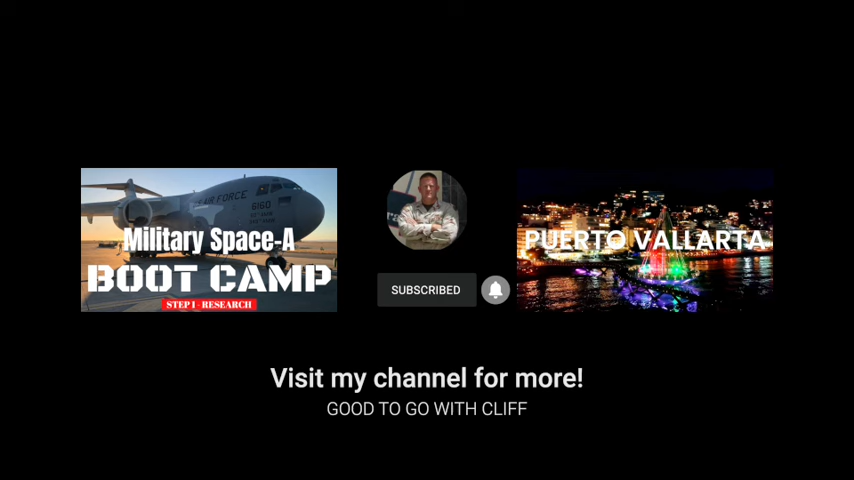 U.S. AIR FORCE
6160
Military Space-A
BOOT CAMP
STEP 1 - RESEARCH
SUBSCRIBED
PUERTO VALLARTA
Visit my channel for more!
GOOD TO GO WITH CLIFF